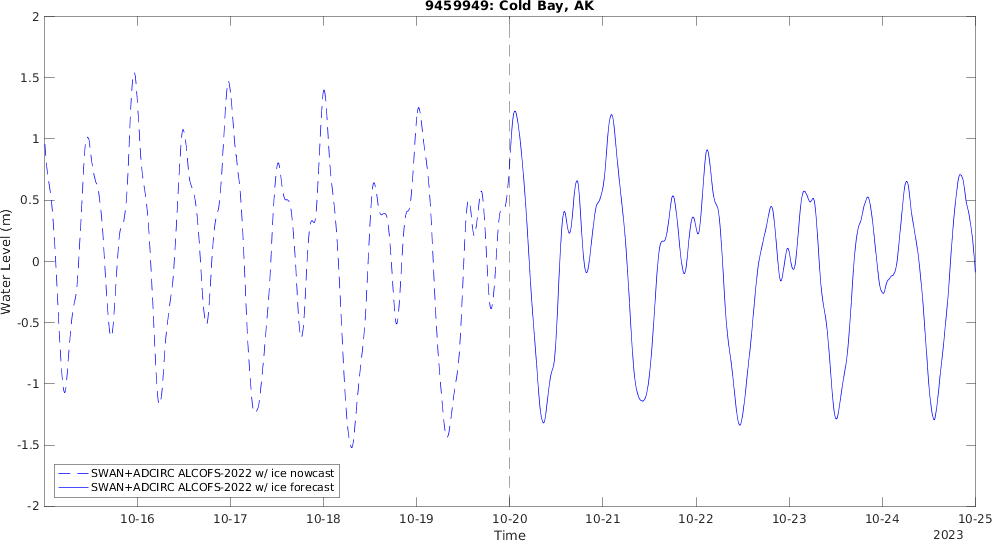 9459949: Cold Bay, AK
2
1.5
1
0.5
0
-0.5
-1
-1.5
-2
Water Level (m)
SWAN+ADCIRC ALCOFS-2022 w/ ice nowcast
SWAN+ADCIRC ALCOFS-2022 w/ ice forecast
10-16 10-17 10-18 10-19 10-20 10-21 10-22 10-23 10-24 10-25
Time
2023